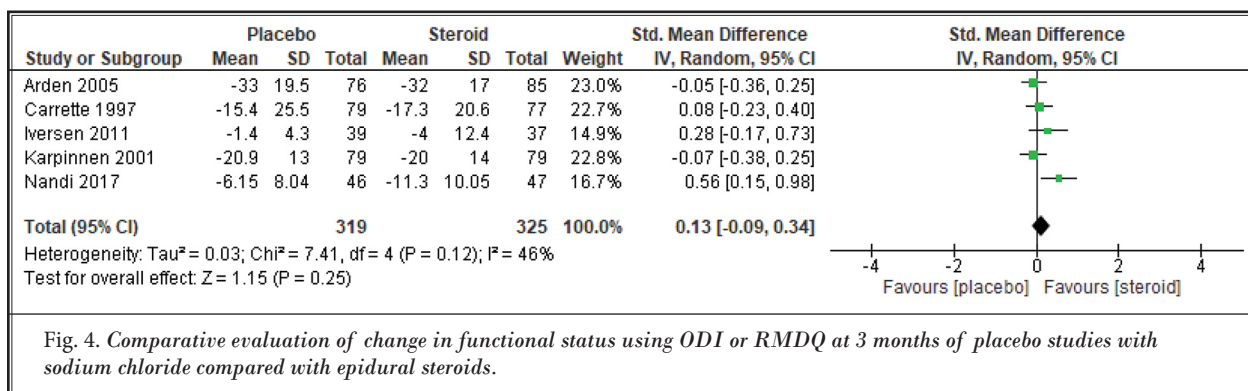 Placebo Steroid Std. Mean Difference Std. Mean Difference
Study or Subgroup Mean SD Total Mean SD Total Weight IV, Random, 95% CI IV, Random, 95% CI
Arden 2005 -33 19.5 76 -32 17 85 23.0% -0.05 [-0.36, 0.25]
Carrette 1997 -15.4 25.5 79 -17.3 20.6 77 22.7% 0.08 [-0.23, 0.40]
Iversen 2011 -1.4 4.3 39 -4 12.4 37 14.9% 0.28 [-0.17, 0.73]
Karpinnen 2001 -20.9 13 79 -20 14 79 22.8% -0.07 [-0.38, 0.25]
Nandi 2017 -6.15 8.04 46 -11.3 10.05 47 16.7% 0.56 [0.15, 0.98]
Total (95% CI) 319 325 100.0% 0.13 [-0.09, 0.34]
Heterogeneity: Tau² = 0.03; Chi² = 7.41, df = 4 (P = 0.12); I² = 46%
Test for overall effect: Z = 1.15 (P = 0.25)
-4 -2 0 2 4
Favours [placebo] Favours [steroid]
Fig. 4. Comparative evaluation of change in functional status using ODI or RMDQ at 3 months of placebo studies with
sodium chloride compared with epidural steroids.